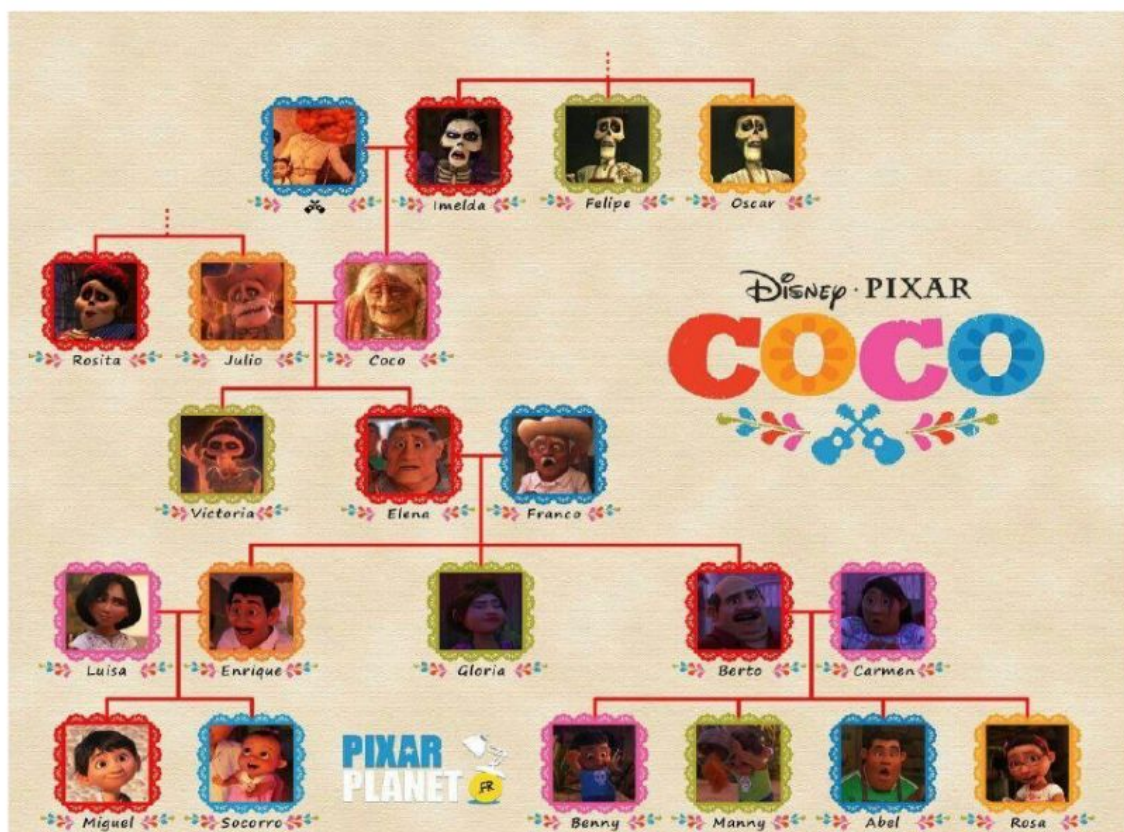 Imelda
Felipe
Oscar
Rosita
Julio
Coco
DISNEY · PIXAR
COCO
Victoria
Elena
Franco
Luisa
Enrique
Gloria
Berto
Carmen
PIXAR
PLANET
.FR
Miguel
Socorro
Benny
Manny
Abel
Rosa